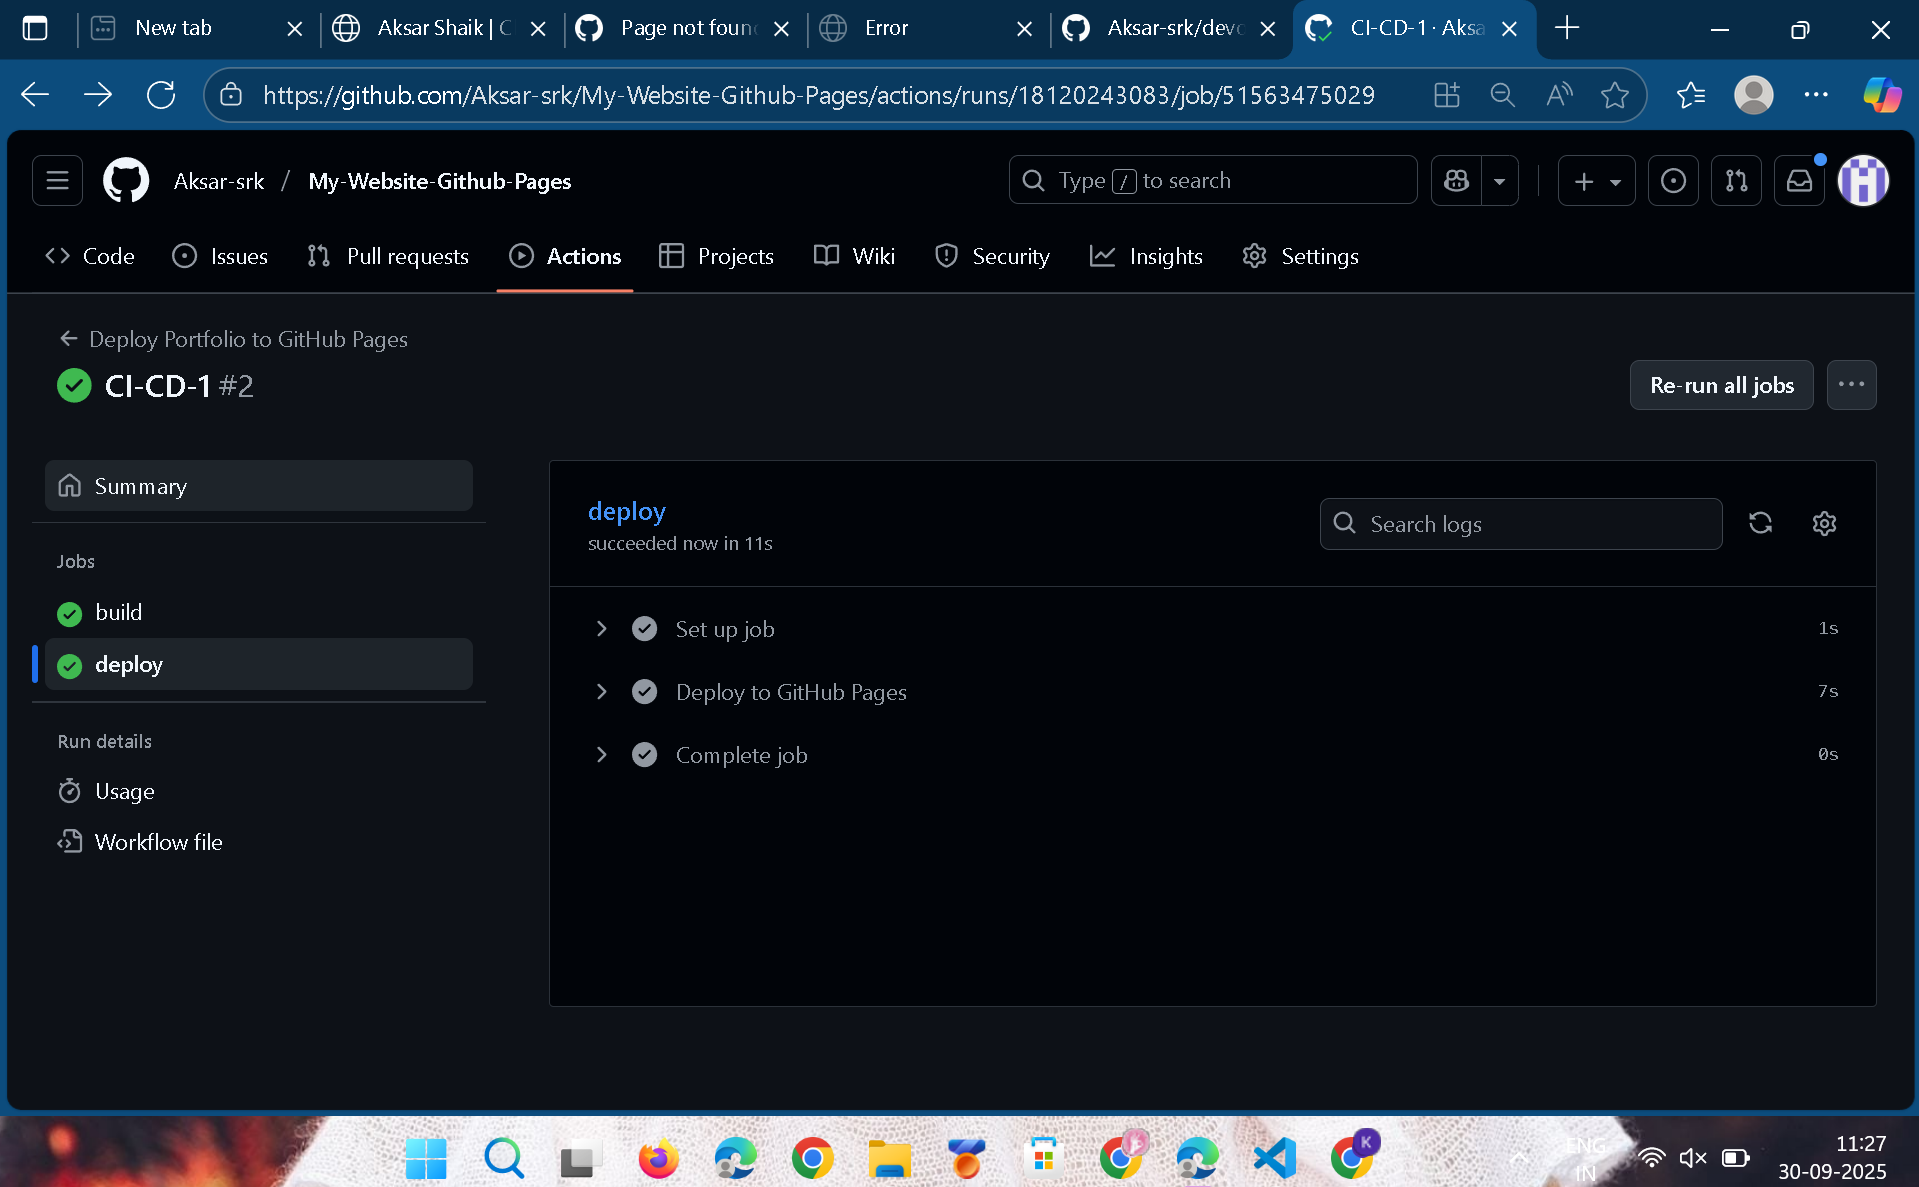 New tab
Aksar Shaik | C
Page not foun
Error
Aksar-srk/devo
CI-CD-1 · Aksa
https://github.com/Aksar-srk/My-Website-Github-Pages/actions/runs/18120243083/job/51563475029
Aksar-srk / My-Website-Github-Pages
Type / to search
Code
Issues
Pull requests
Actions
Projects
Wiki
Security
Insights
Settings
Deploy Portfolio to GitHub Pages
CI-CD-1 #2
Re-run all jobs
Summary
Jobs
build
deploy
Run details
Usage
Workflow file
deploy
succeeded now in 11s
Search logs
Set up job 1s
Deploy to GitHub Pages 7s
Complete job 0s
K
ENG
IN
11:27
30-09-2025